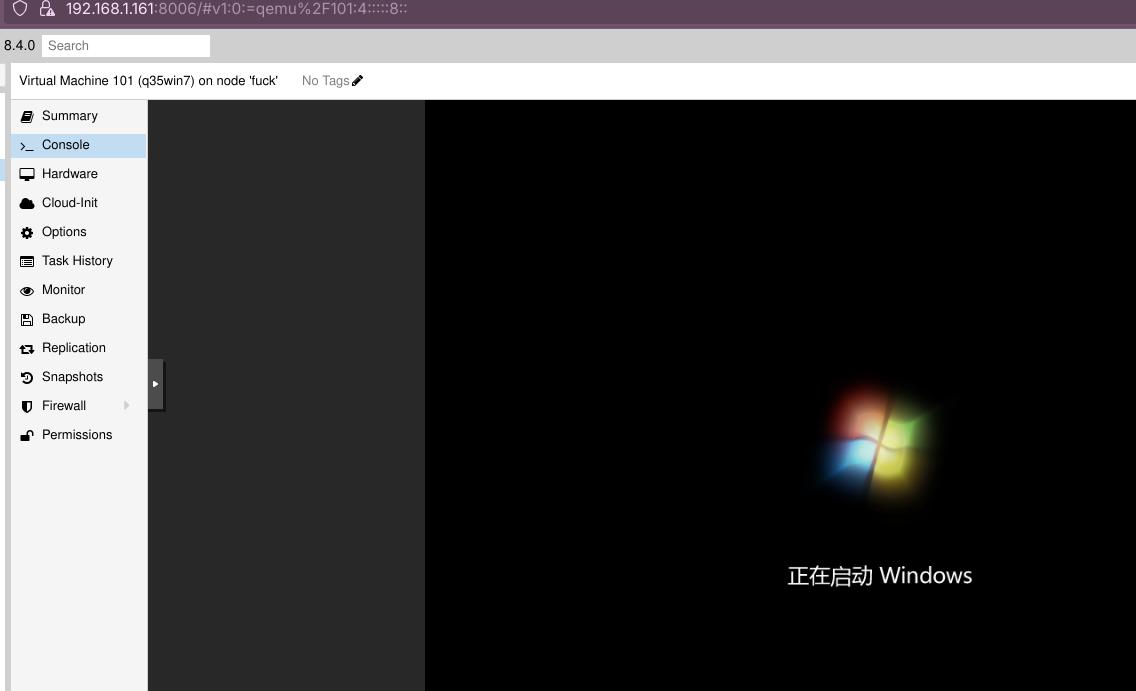 192.168.1.161:8006/#v1:0:=qemu%2F101:4:::::8::
8.4.0 Search
Virtual Machine 101 (q35win7) on node 'fuck' No Tags
Summary
Console
Hardware
Cloud-Init
Options
Task History
Monitor
Backup
Replication
Snapshots
Firewall
Permissions
正在启动 Windows